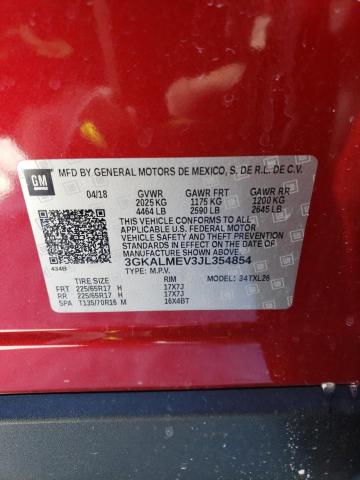 GM
MFD BY GENERAL MOTORS DE MEXICO, S. DE R.L. DE C.V.
04/18 GVWR GAWR FRT GAWR RR
2025 KG 1175 KG 1200 KG
4464 LB 2590 LB 2645 LB
THIS VEHICLE CONFORMS TO ALL
APPLICABLE U.S. FEDERAL MOTOR
VEHICLE SAFETY AND THEFT
PREVENTION STANDARDS IN
EFFECT ON THE DATE OF
MANUFACTURE SHOWN ABOVE.
434B 3GKALMEV3JL354854
TYPE: M.P.V.
TIRE SIZE RIM MODEL: 34TXL26
FRT 225/65R17 H 17X7J
RR 225/65R17 H 17X7J
SPA T135/70R16 M 16X4BT